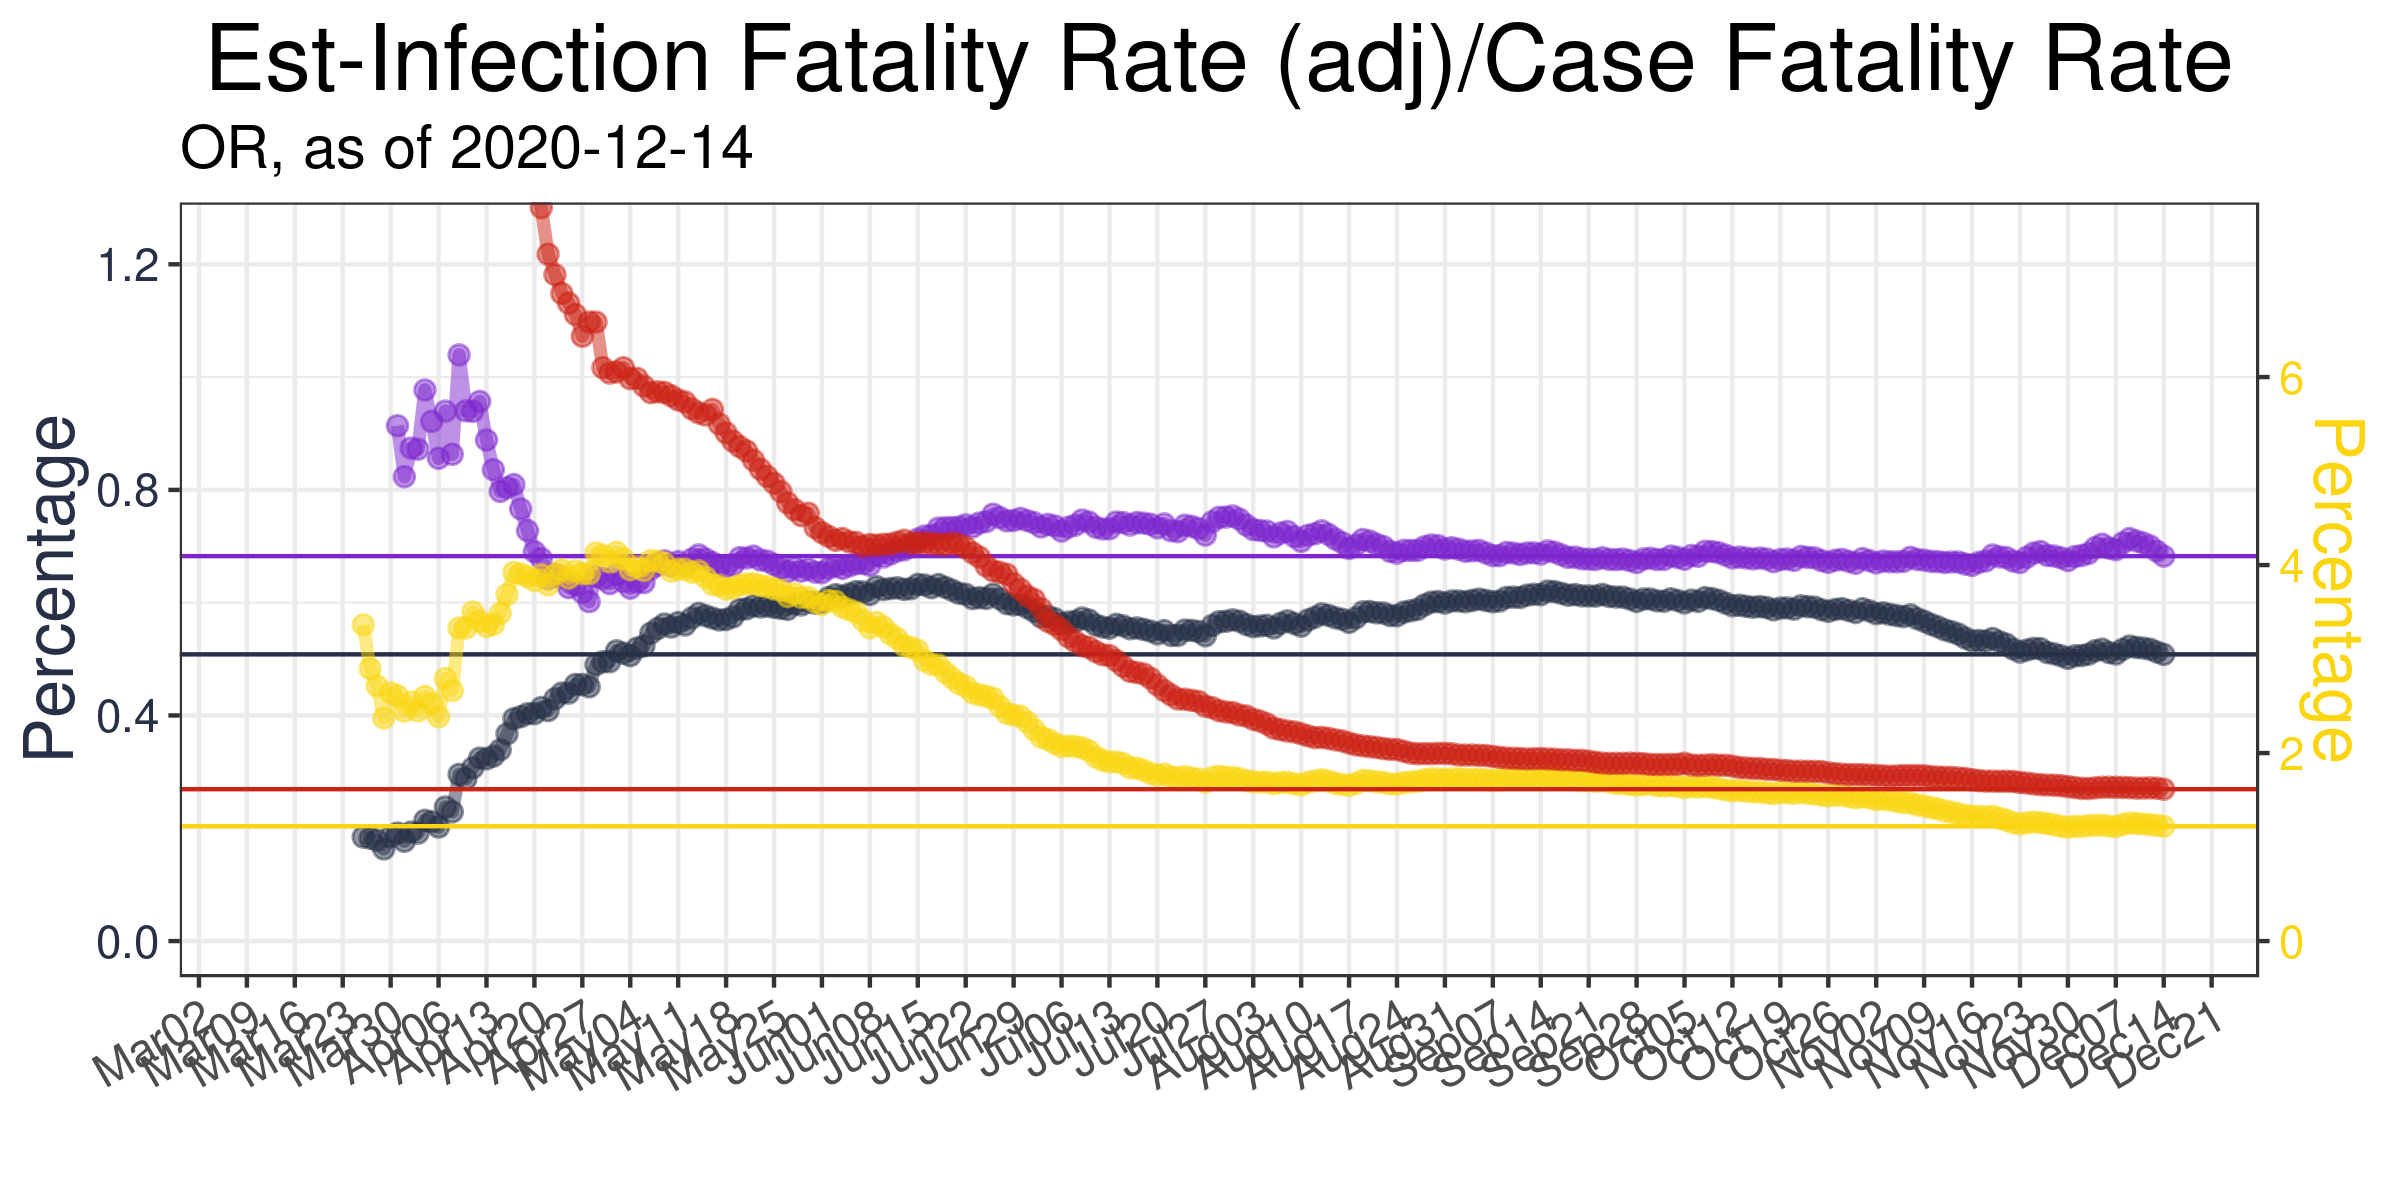 Est-Infection Fatality Rate (adj)/Case Fatality Rate
OR, as of 2020-12-14
Percentage
1.2
0.8
0.4
0.0
6
4
2
0
Percentage
Mar02
Mar09
Mar16
Mar23
Mar30
Apr06
Apr13
Apr20
Apr27
May04
May11
May18
May25
Jun01
Jun08
Jun15
Jun22
Jun29
Jul06
Jul13
Jul20
Jul27
Aug03
Aug10
Aug17
Aug24
Aug31
Sep07
Sep14
Sep21
Sep28
Oct05
Oct12
Oct19
Oct26
Nov02
Nov09
Nov16
Nov23
Nov30
Dec07
Dec14
Dec21